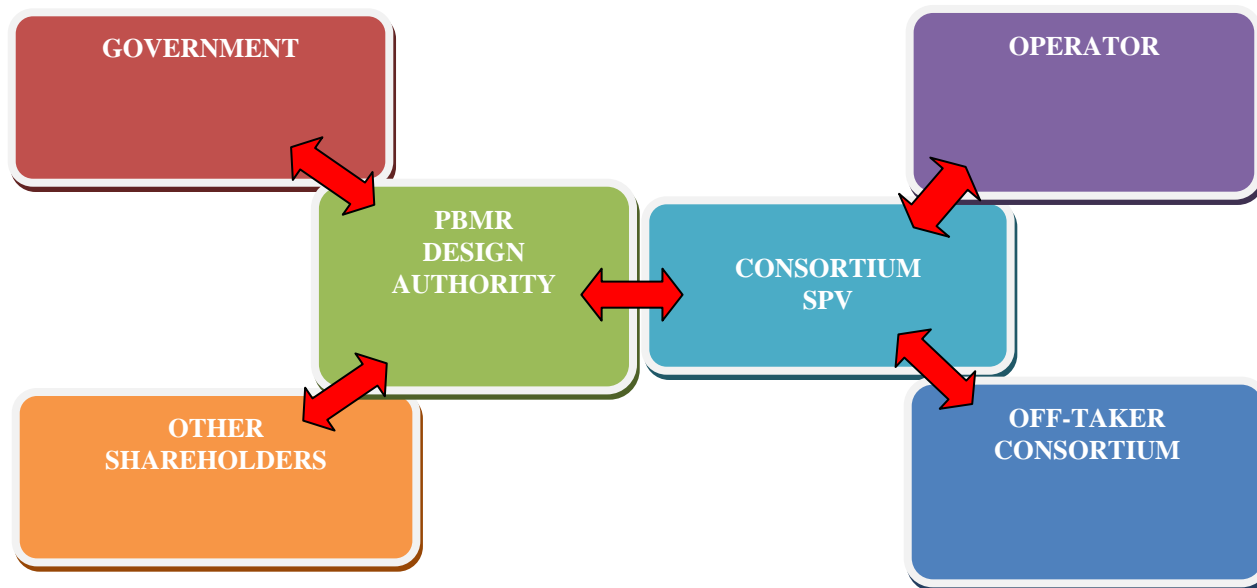 GOVERNMENT
OPERATOR
PBMR
DESIGN
AUTHORITY
CONSORTIUM
SPV
OTHER
SHAREHOLDERS
OFF-TAKER
CONSORTIUM